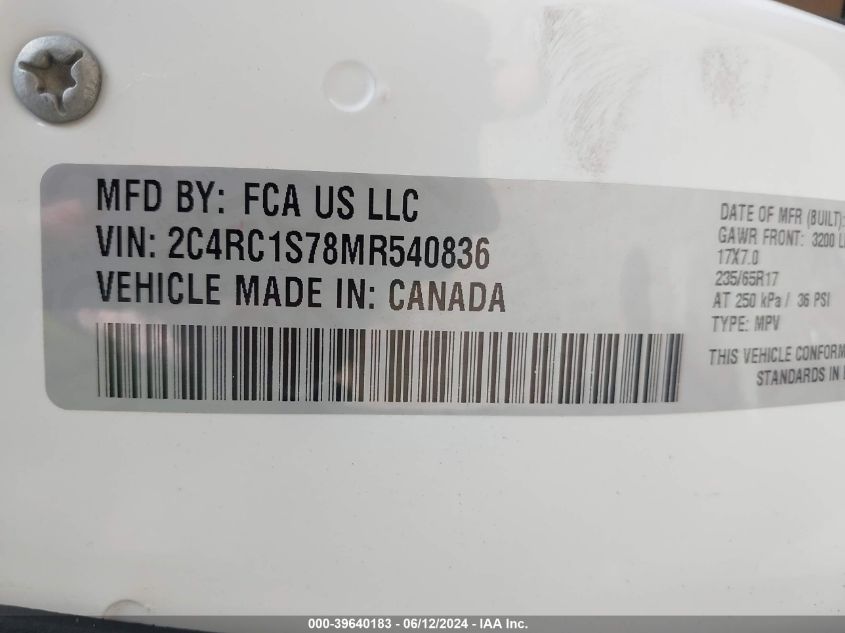 MFD BY: FCA US LLC
VIN: 2C4RC1S78MR540836
VEHICLE MADE IN: CANADA
DATE OF MFR (BUILT):
GAWR FRONT: 3200
17X7.0
235/65R17
AT 250 kPa / 36 PSI
TYPE: MPV
THIS VEHICLE CONFORM
STANDARDS IN
000-39640183 - 06/12/2024 - IAA Inc.